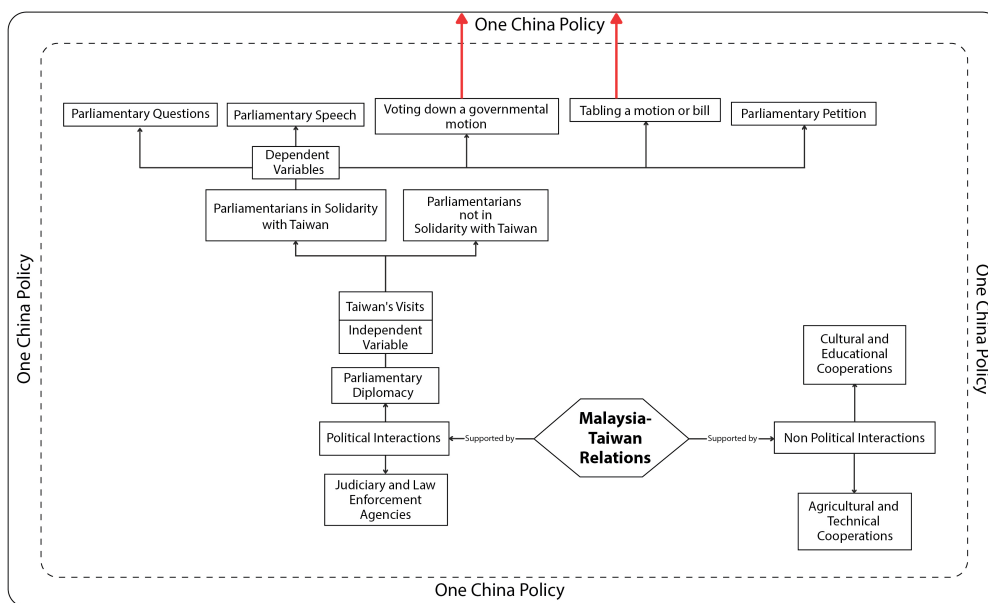 One China Policy
Parliamentary Questions
Parliamentary Speech
Voting down a governmental
motion
Tabling a motion or bill
Parliamentary Petition
Dependent
Variables
Parliamentarians in Solidarity
with Taiwan
Parliamentarians
not in
Solidarity with Taiwan
One China Policy
One China Policy
Taiwan's Visits
Independent
Variable
Parliamentary
Diplomacy
Cultural and
Educational
Cooperations
Political Interactions
Supported by
Malaysia-
Taiwan
Relations
Supported by
Non Political Interactions
Judiciary and Law
Enforcement
Agencies
Agricultural and
Technical
Cooperations
One China Policy